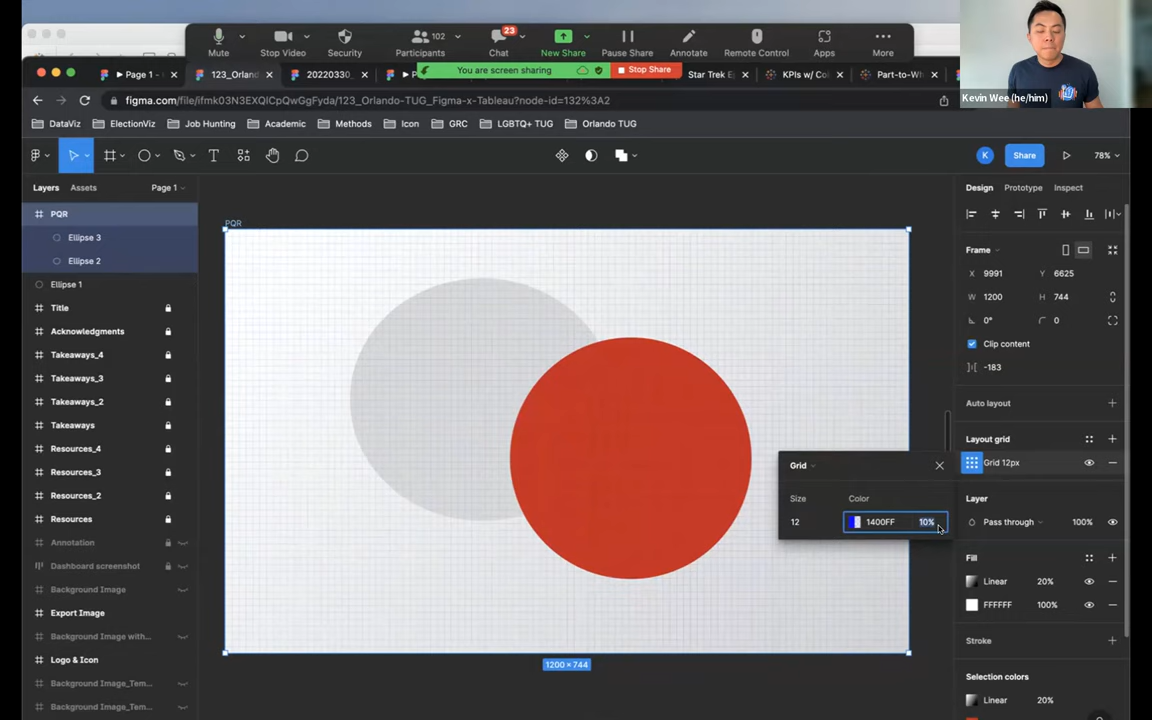 Mute
Stop Video
Security
Participants
102
Chat
23
New Share
Pause Share
Annotate
Remote Control
Apps
More
Kevin Wee (he/him)
Page 1 -
123_Orland
20220330_
You are screen sharing
Stop Share
Star Trek Ep
KPIs w/ Col
Part-to-Wh
figma.com/file/ifmk03N3EXQICpQwGgFyda/123_Orlando-TUG_Figma-x-Tableau?node-id=132%3A2
DataViz
ElectionViz
Job Hunting
Academic
Methods
Icon
GRC
LGBTQ+ TUG
Orlando TUG
K
Share
78%
Layers
Assets
Page 1
Design
Prototype
Inspect
PQR
Ellipse 3
Ellipse 2
Ellipse 1
Title
Acknowledgments
Takeaways_4
Takeaways_3
Takeaways_2
Takeaways
Resources_4
Resources_3
Resources_2
Resources
Annotation
Dashboard screenshot
Background Image
Export Image
Background Image with...
Logo & Icon
Background Image_Tem...
Background Image_Temp...
PQR
1200 × 744
Grid
Size
Color
12
1400FF
10%
Frame
X 9991
Y 6625
W 1200
H 744
0°
0
Clip content
-183
Auto layout
Layout grid
Grid 12px
Layer
Pass through
100%
Fill
Linear
20%
FFFFFF
100%
Stroke
Selection colors
Linear
20%